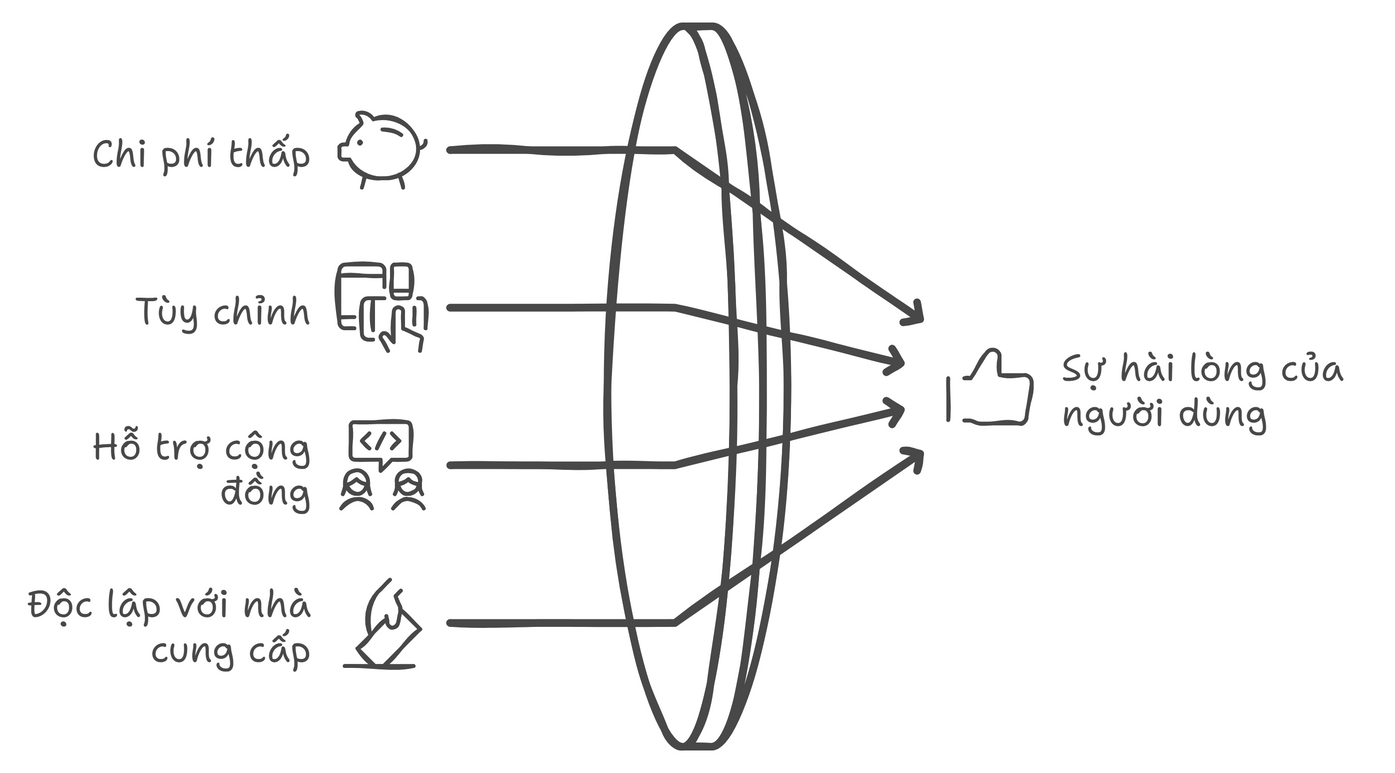 Chi phí thấp
Tùy chỉnh
Hỗ trợ cộng
đồng
</>
Độc lập với nhà
cung cấp
Sự hài lòng của
người dùng